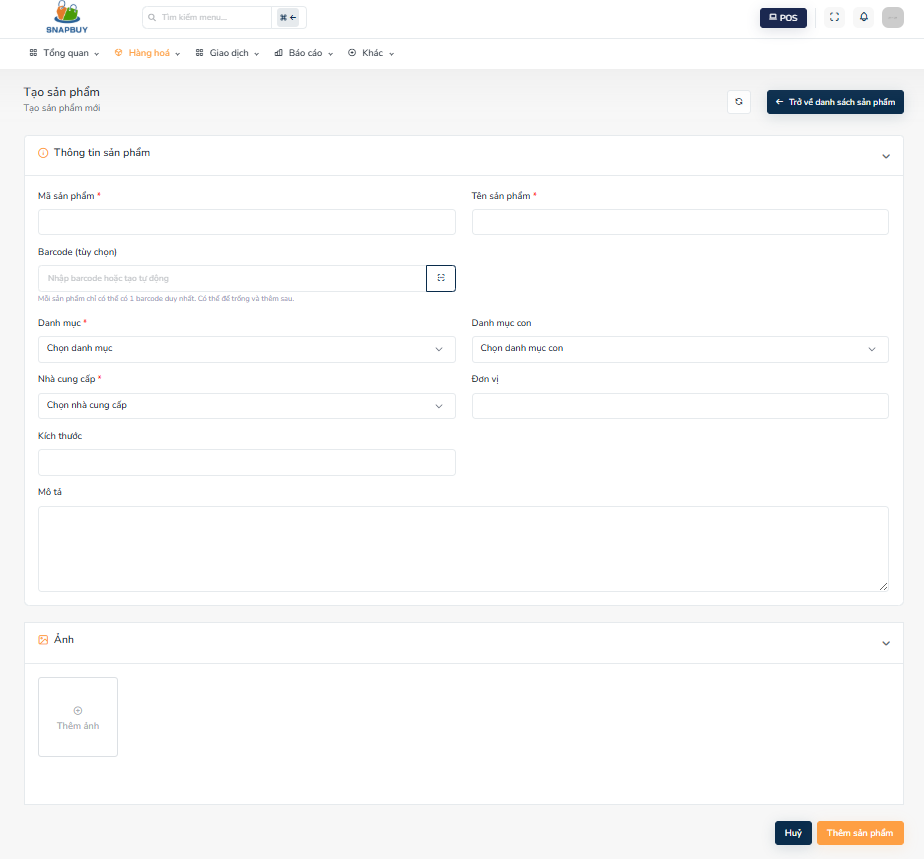 SNAPBUY
Tìm kiếm menu...
⌘
POS
Tổng quan
Hàng hoá
Giao dịch
Báo cáo
Khác
Tạo sản phẩm
Tạo sản phẩm mới
Trở về danh sách sản phẩm
Thông tin sản phẩm
Mã sản phẩm *
Tên sản phẩm *
Barcode (tùy chọn)
Nhập barcode hoặc tạo tự động
Mỗi sản phẩm chỉ có thể có 1 barcode duy nhất. Có thể để trống và thêm sau.
Danh mục *
Danh mục con
Chọn danh mục
Chọn danh mục con
Nhà cung cấp *
Đơn vị
Chọn nhà cung cấp
Kích thước
Mô tả
Ảnh
Thêm ảnh
Huỷ
Thêm sản phẩm